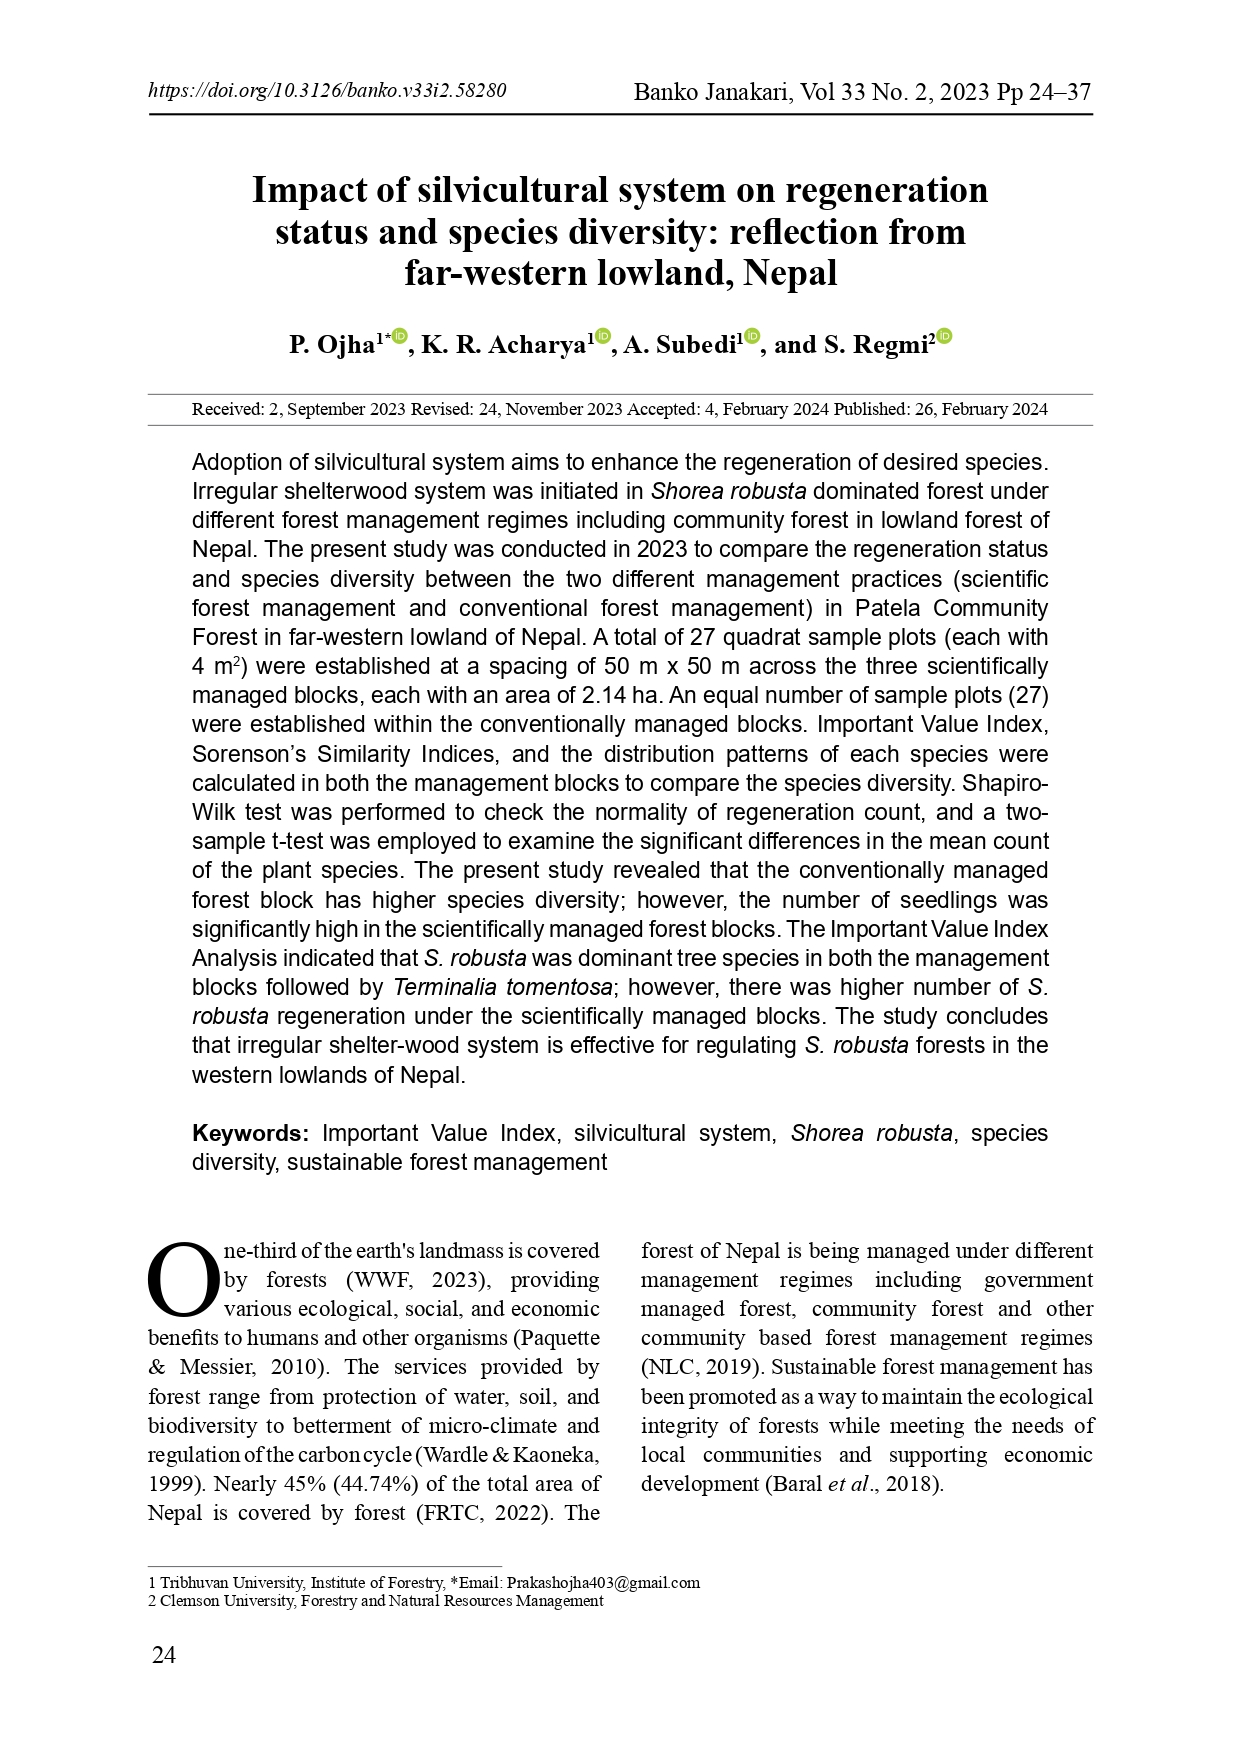 https://doi.org/10.3126/banko.v33i2.58280
Banko Janakari, Vol 33 No. 2, 2023 Pp 24–37
Impact of silvicultural system on regeneration
status and species diversity: reflection from
far-western lowland, Nepal
P. Ojha1*, K. R. Acharya1, A. Subedi1, and S. Regmi2
Received: 2, September 2023 Revised: 24, November 2023 Accepted: 4, February 2024 Published: 26, February 2024
Adoption of silvicultural system aims to enhance the regeneration of desired species.
Irregular shelterwood system was initiated in Shorea robusta dominated forest under
different forest management regimes including community forest in lowland forest of
Nepal. The present study was conducted in 2023 to compare the regeneration status
and species diversity between the two different management practices (scientific
forest management and conventional forest management) in Patela Community
Forest in far-western lowland of Nepal. A total of 27 quadrat sample plots (each with
4 m²) were established at a spacing of 50 m x 50 m across the three scientifically
managed blocks, each with an area of 2.14 ha. An equal number of sample plots (27)
were established within the conventionally managed blocks. Important Value Index,
Sorenson’s Similarity Indices, and the distribution patterns of each species were
calculated in both the management blocks to compare the species diversity. Shapiro-
Wilk test was performed to check the normality of regeneration count, and a two-
sample t-test was employed to examine the significant differences in the mean count
of the plant species. The present study revealed that the conventionally managed
forest block has higher species diversity; however, the number of seedlings was
significantly high in the scientifically managed forest blocks. The Important Value Index
Analysis indicated that S. robusta was dominant tree species in both the management
blocks followed by Terminalia tomentosa; however, there was higher number of S.
robusta regeneration under the scientifically managed blocks. The study concludes
that irregular shelter-wood system is effective for regulating S. robusta forests in the
western lowlands of Nepal.
Keywords: Important Value Index, silvicultural system, Shorea robusta, species
diversity, sustainable forest management
One-third of the earth's landmass is covered
by forests (WWF, 2023), providing
various ecological, social, and economic
benefits to humans and other organisms (Paquette
& Messier, 2010). The services provided by
forest range from protection of water, soil, and
biodiversity to betterment of micro-climate and
regulation of the carbon cycle (Wardle & Kaoneka,
1999). Nearly 45% (44.74%) of the total area of
Nepal is covered by forest (FRTC, 2022). The
forest of Nepal is being managed under different
management regimes including government
managed forest, community forest and other
community based forest management regimes
(NLC, 2019). Sustainable forest management has
been promoted as a way to maintain the ecological
integrity of forests while meeting the needs of
local communities and supporting economic
development (Baral et al., 2018).
1 Tribhuvan University, Institute of Forestry, *Email: Prakashojha403@gmail.com
2 Clemson University, Forestry and Natural Resources Management
24